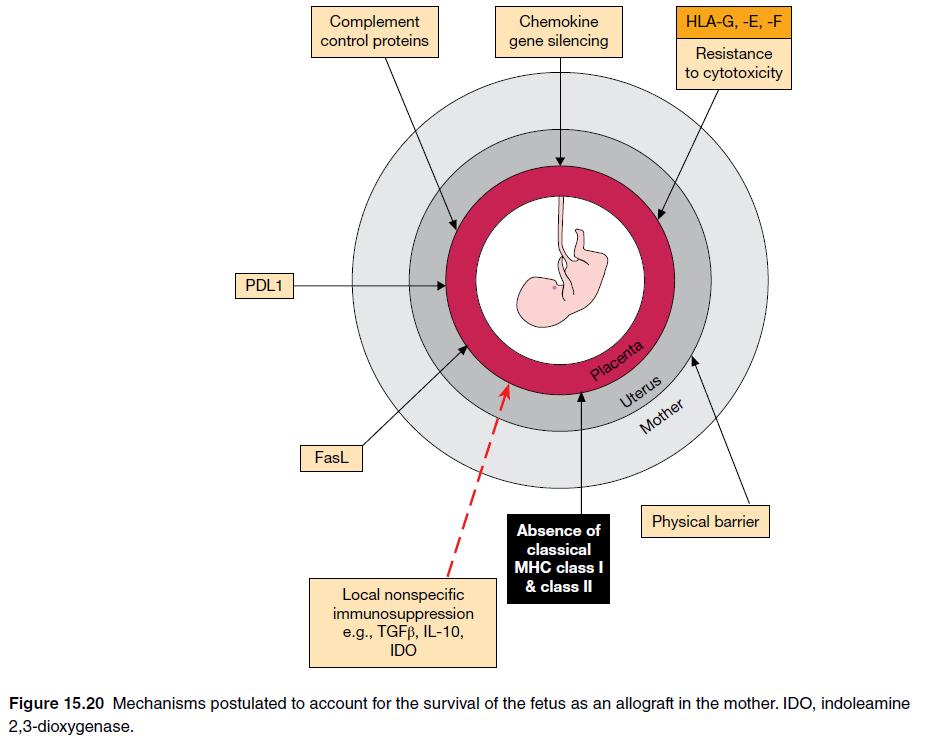 Complement
control proteins
Chemokine
gene silencing
HLA-G, -E, -F
Resistance
to cytotoxicity
PDL1
Placenta
Uterus
Mother
FasL
Physical barrier
Absence of
classical
MHC class I
& class II
Local nonspecific
immunosuppression
e.g., TGFβ, IL-10,
IDO
Figure 15.20 Mechanisms postulated to account for the survival of the fetus as an allograft in the mother. IDO, indoleamine
2,3-dioxygenase.